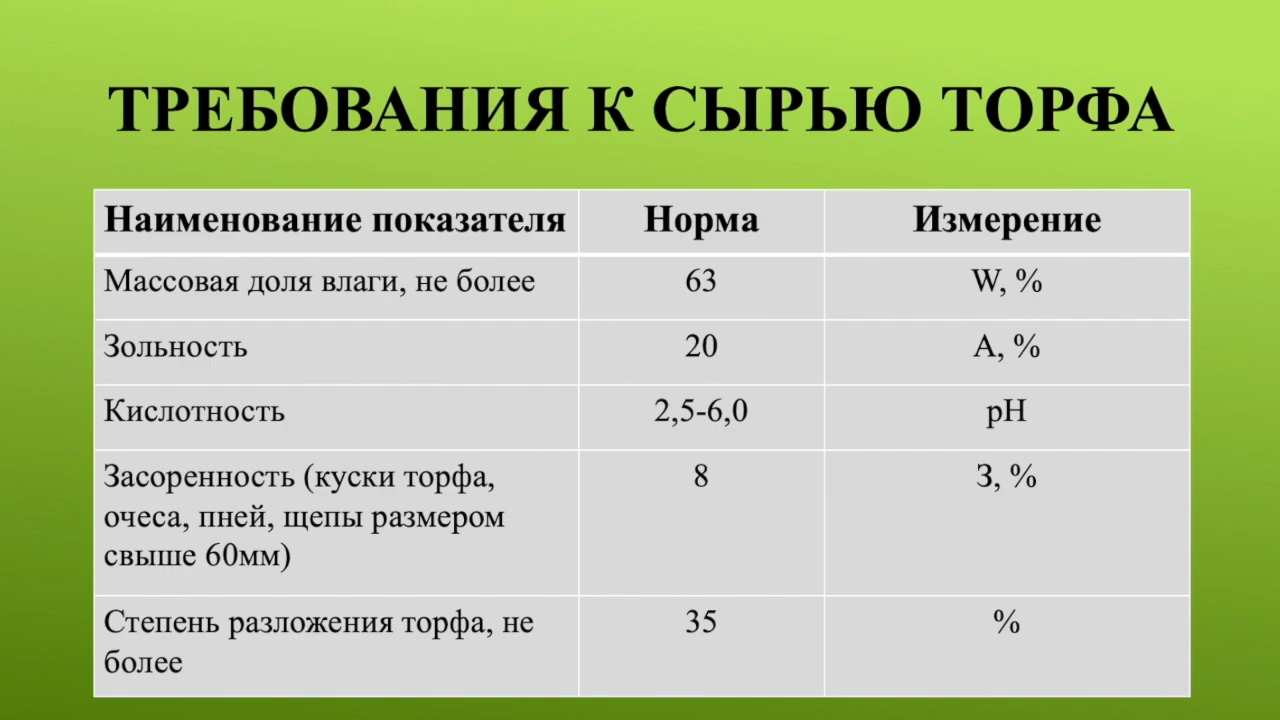 ТРЕБОВАНИЯ К СЫРЬЮ ТОРФА
Наименование показателя Норма Измерение
Массовая доля влаги, не более 63 W, %
Зольность 20 А, %
Кислотность 2,5-6,0 pH
Засоренность (куски торфа, 8 З, %
очеса, пней, щепы размером
свыше 60мм)
Степень разложения торфа, не 35 %
более